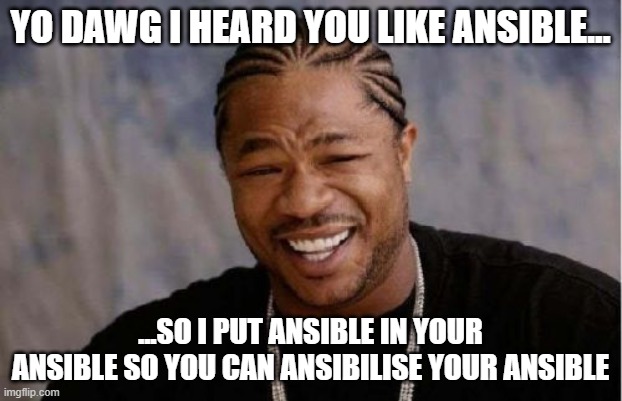 YO DAWG I HEARD YOU LIKE ANSIBLE...
...SO I PUT ANSIBLE IN YOUR
ANSIBLE SO YOU CAN ANSIBILISE YOUR ANSIBLE
imgflip.com